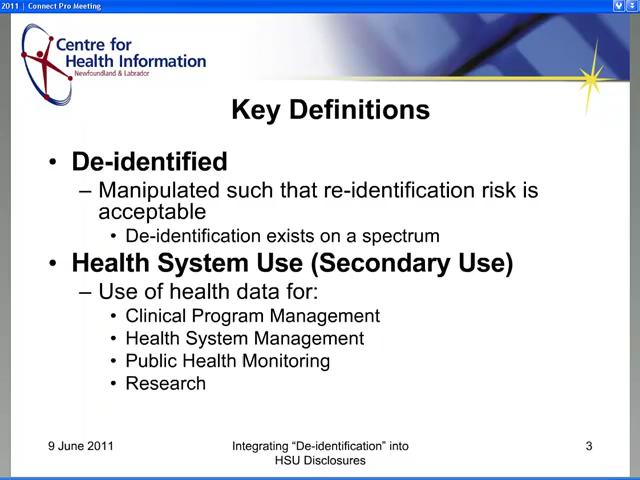 2011 | Connect Pro Meeting
Centre for
Health Information
Newfoundland & Labrador
Key Definitions
• De-identified
– Manipulated such that re-identification risk is
acceptable
• De-identification exists on a spectrum
• Health System Use (Secondary Use)
– Use of health data for:
• Clinical Program Management
• Health System Management
• Public Health Monitoring
• Research
9 June 2011
Integrating “De-identification” into
HSU Disclosures
3